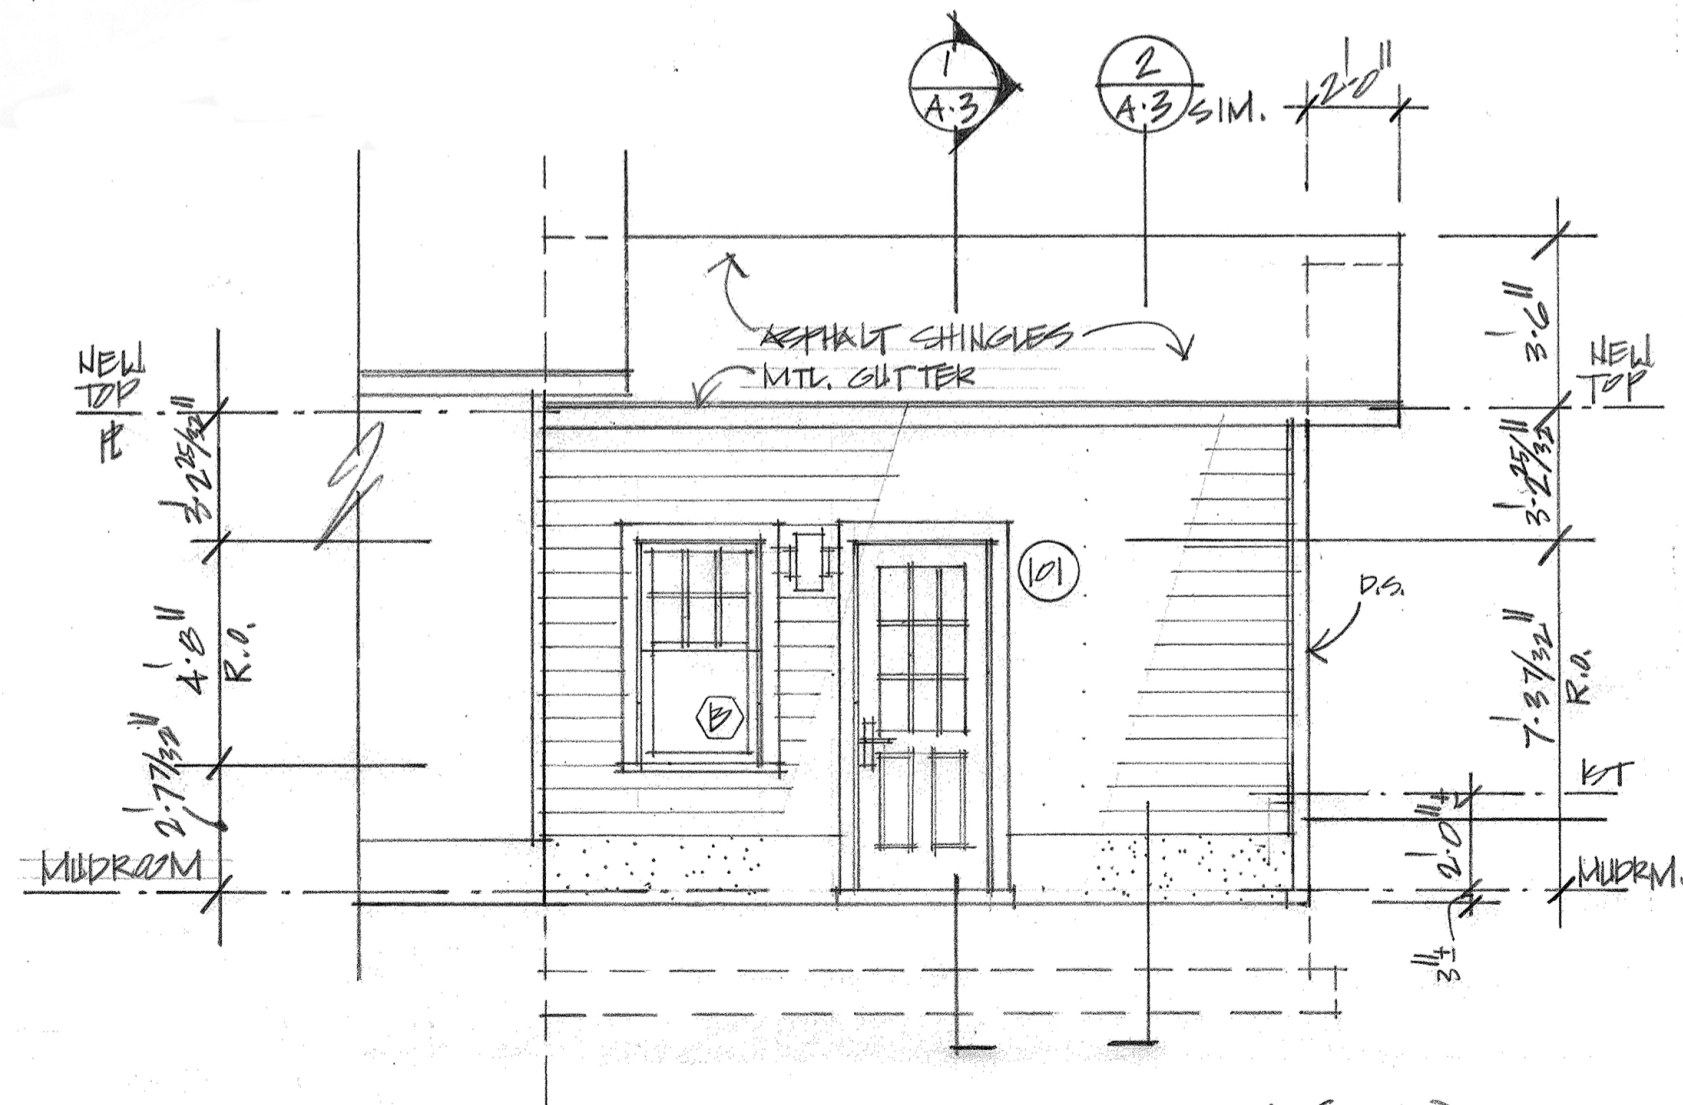 1
A·3
2
A·3
SIM.
2'·0"
ASPHALT SHINGLES
MTL. GUTTER
NEW
TOP
PL
NEW
TOP
3'·6"
3'·2 25/32"
3'·2 25/32"
101
D.S.
4'·8"
R.O.
7'·3 7/32"
R.O.
B
2'·7 7/32"
KIT
2'·0"±
MUDROOM
MUDRM.
3"±